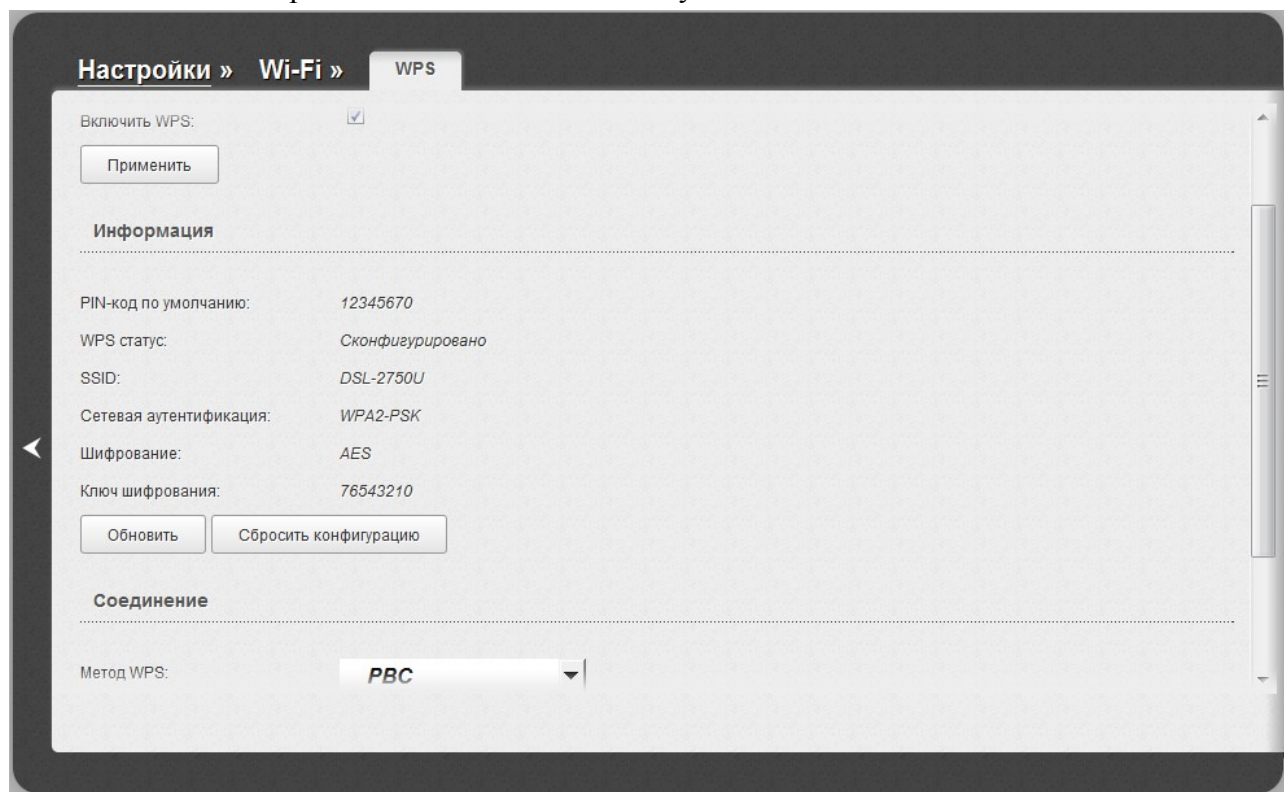 Настройки » Wi-Fi » WPS
Включить WPS:
Применить
Информация
PIN-код по умолчанию: 12345670
WPS статус: Сконфигурировано
SSID: DSL-2750U
Сетевая аутентификация: WPA2-PSK
Шифрование: AES
Ключ шифрования: 76543210
Обновить Сбросить конфигурацию
Соединение
Метод WPS: PBC